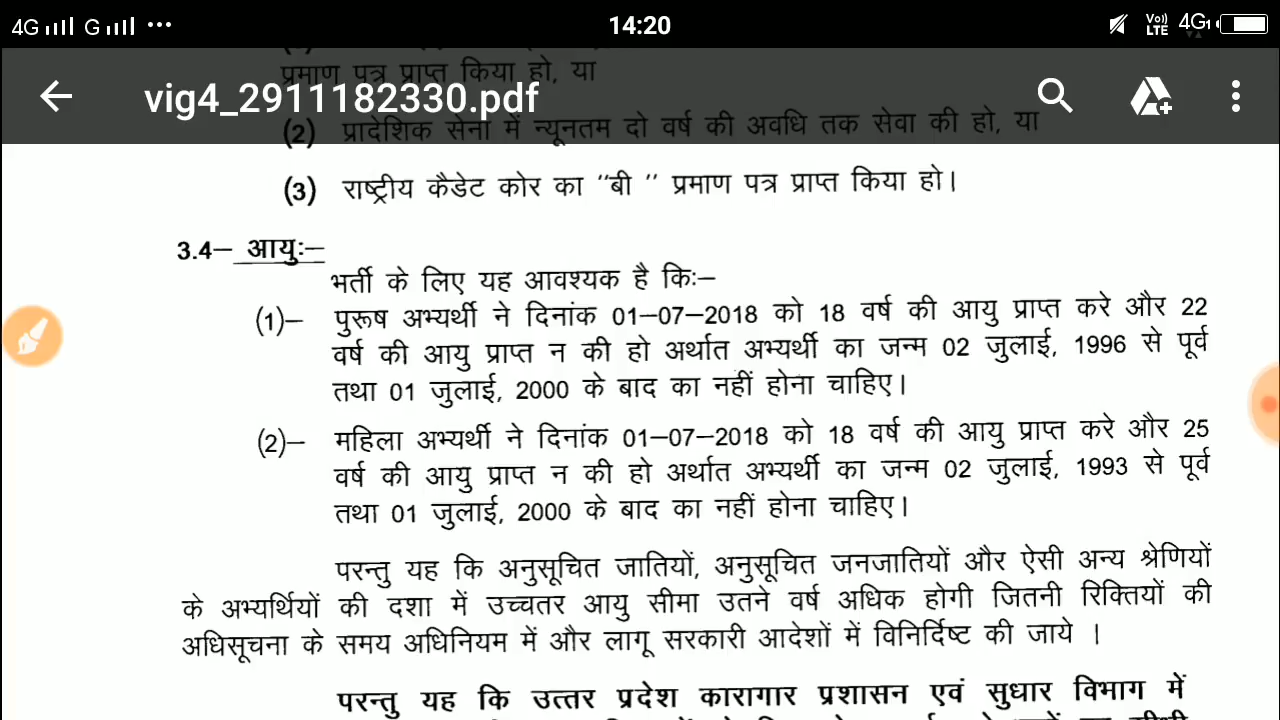 4G G ••• 14:20 Vo) LTE 4G
प्रमाण पत्र प्राप्त किया हो, या
vig4_2911182330.pdf
(2) प्रादेशिक सेना में न्यूनतम दो वर्ष की अवधि तक सेवा की हो, या
(3) राष्ट्रीय कैडेट कोर का "बी " प्रमाण पत्र प्राप्त किया हो।
3.4– आयुः–
भर्ती के लिए यह आवश्यक है किः–
(1)– पुरूष अभ्यर्थी ने दिनांक 01–07–2018 को 18 वर्ष की आयु प्राप्त करे और 22
वर्ष की आयु प्राप्त न की हो अर्थात अभ्यर्थी का जन्म 02 जुलाई, 1996 से पूर्व
तथा 01 जुलाई, 2000 के बाद का नहीं होना चाहिए।
(2)– महिला अभ्यर्थी ने दिनांक 01–07–2018 को 18 वर्ष की आयु प्राप्त करे और 25
वर्ष की आयु प्राप्त न की हो अर्थात अभ्यर्थी का जन्म 02 जुलाई, 1993 से पूर्व
तथा 01 जुलाई, 2000 के बाद का नहीं होना चाहिए।
परन्तु यह कि अनुसूचित जातियों, अनुसूचित जनजातियों और ऐसी अन्य श्रेणियों
के अभ्यर्थियों की दशा में उच्चतर आयु सीमा उतने वर्ष अधिक होगी जितनी रिक्तियों की
अधिसूचना के समय अधिनियम में और लागू सरकारी आदेशों में विनिर्दिष्ट की जाये ।
परन्तु यह कि उत्तर प्रदेश कारागार प्रशासन एवं सुधार विभाग में